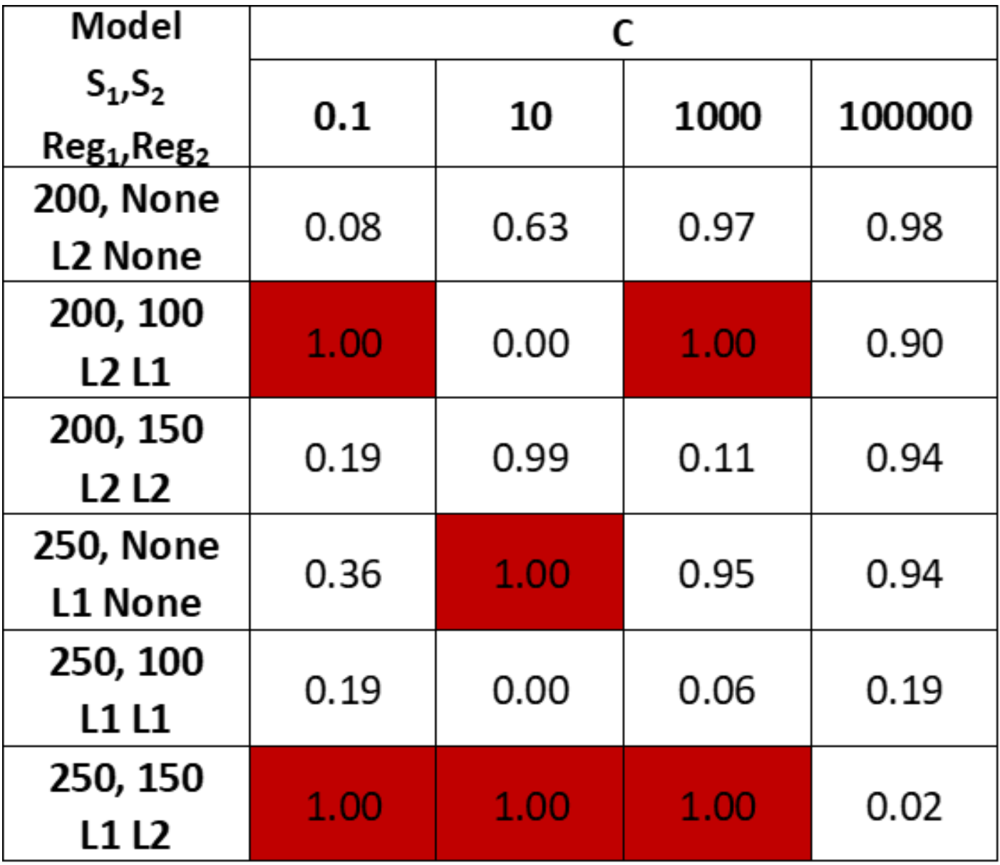 Model
S₁,S₂
Reg₁,Reg₂
C
0.1 10 1000 100000
200, None
L2 None
0.08 0.63 0.97 0.98
200, 100
L2 L1
1.00 0.00 1.00 0.90
200, 150
L2 L2
0.19 0.99 0.11 0.94
250, None
L1 None
0.36 1.00 0.95 0.94
250, 100
L1 L1
0.19 0.00 0.06 0.19
250, 150
L1 L2
1.00 1.00 1.00 0.02